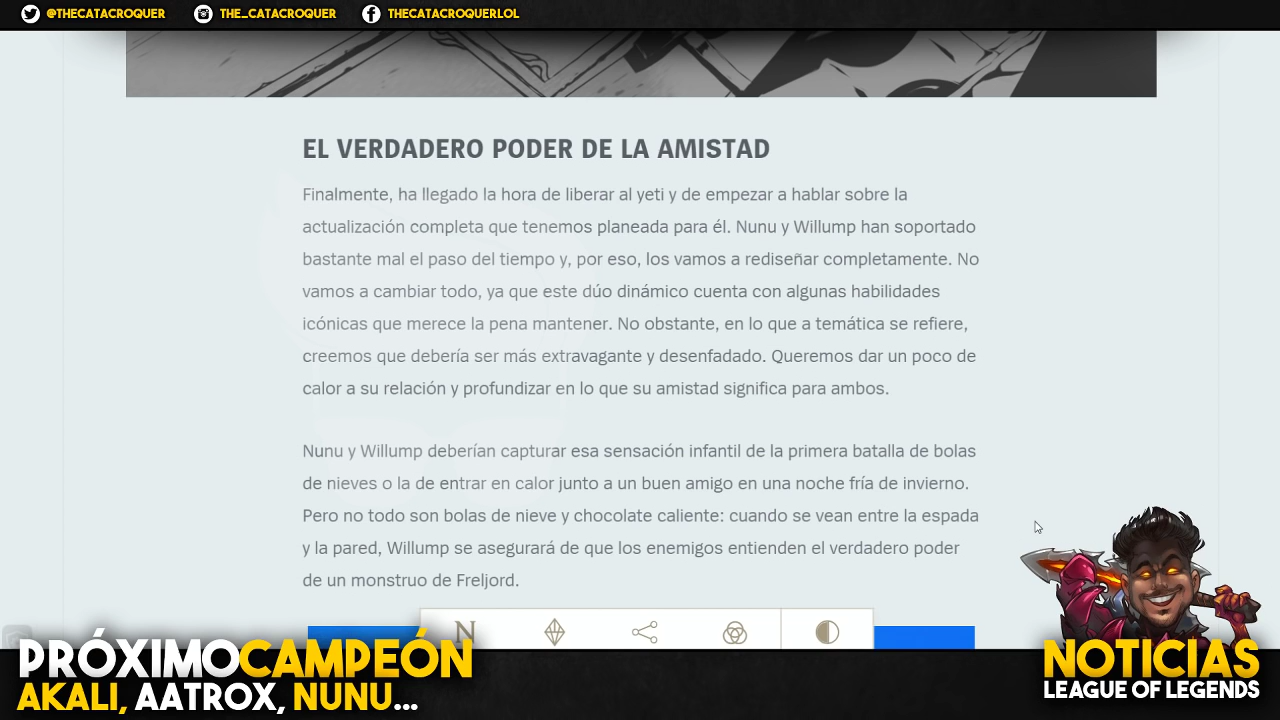 @THECATACROQUER THE_CATACROQUER THECATACROQUERLOL
EL VERDADERO PODER DE LA AMISTAD
Finalmente, ha llegado la hora de liberar al yeti y de empezar a hablar sobre la
actualización completa que tenemos planeada para él. Nunu y Willump han soportado
bastante mal el paso del tiempo y, por eso, los vamos a rediseñar completamente. No
vamos a cambiar todo, ya que este dúo dinámico cuenta con algunas habilidades
icónicas que merece la pena mantener. No obstante, en lo que a temática se refiere,
creemos que debería ser más extravagante y desenfadado. Queremos dar un poco de
calor a su relación y profundizar en lo que su amistad significa para ambos.
Nunu y Willump deberían capturar esa sensación infantil de la primera batalla de bolas
de nieves o la de entrar en calor junto a un buen amigo en una noche fría de invierno.
Pero no todo son bolas de nieve y chocolate caliente: cuando se vean entre la espada
y la pared, Willump se asegurará de que los enemigos entienden el verdadero poder
de un monstruo de Freljord.
N
PRÓXIMOCAMPEÓN
AKALI, AATROX, NUNU...
NOTICIAS
LEAGUE OF LEGENDS